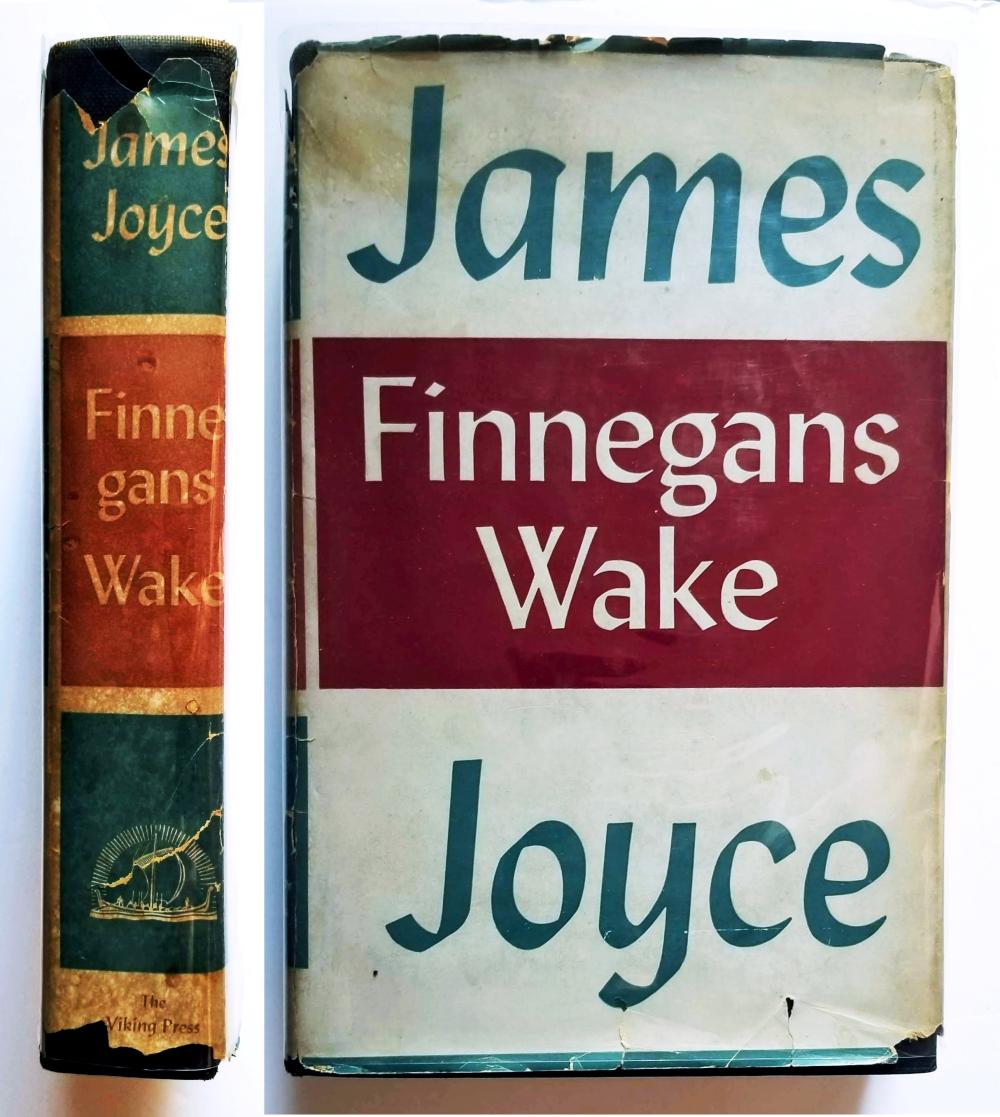 James
Joyce
Finne
gans
Wake
The
Viking Press
James
Finnegans
Wake
Joyce